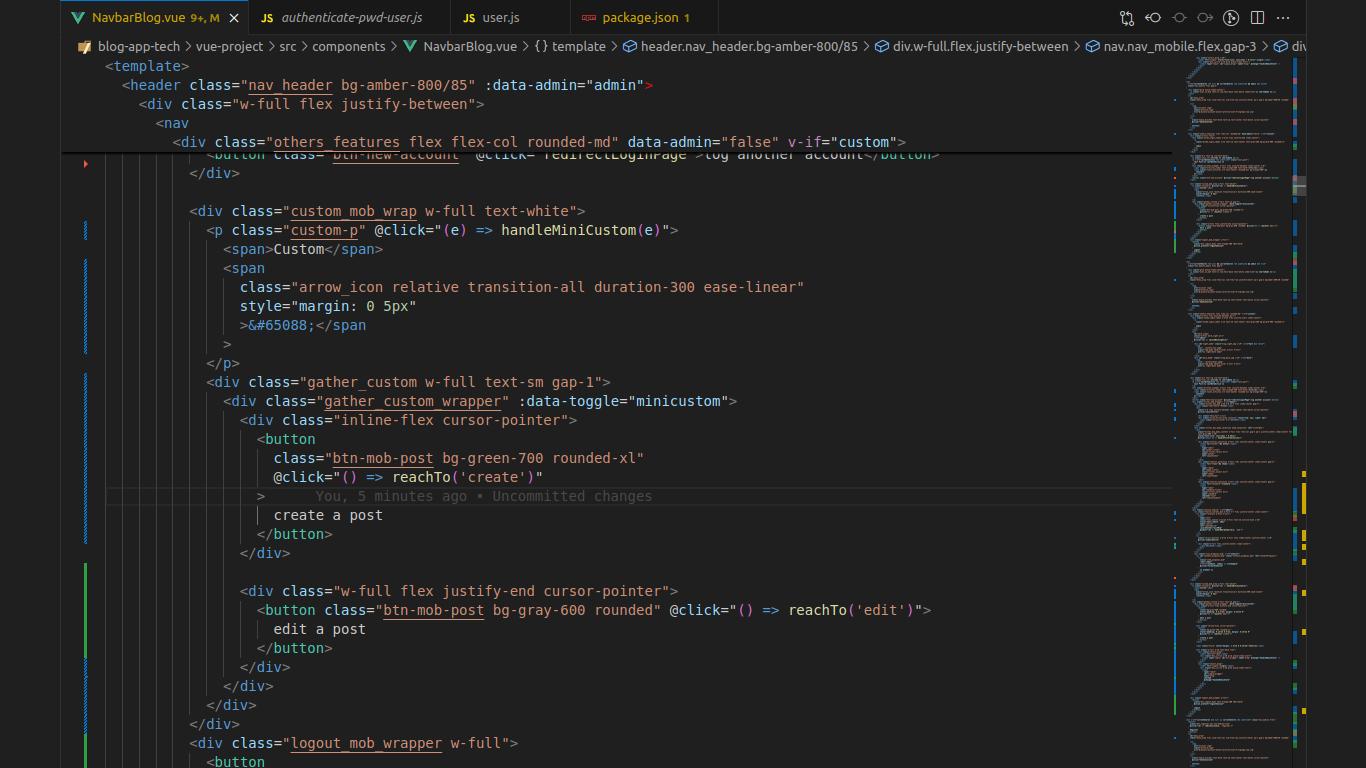 NavbarBlog.vue 9+, M
authenticate-pwd-user.js
user.js
package.json 1
blog-app-tech > vue-project > src > components > NavbarBlog.vue > {} template > header.nav_header.bg-amber-800/85 > div.w-full.flex.justify-between > nav.nav_mobile.flex.gap-3 > div
<template>
<header class="nav_header bg-amber-800/85" :data-admin="admin">
<div class="w-full flex justify-between">
<nav
<div class="others_features flex flex-col rounded-md" data-admin="false" v-if="custom">
<button class="btn-new-account" @click="redirectLoginPage">log another account</button>
</div>
<div class="custom_mob_wrap w-full text-white">
<p class="custom-p" @click="(e) => handleMiniCustom(e)">
<span>Custom</span>
<span
class="arrow_icon relative transition-all duration-300 ease-linear"
style="margin: 0 5px"
>&#65088;</span
>
</p>
<div class="gather_custom w-full text-sm gap-1">
<div class="gather_custom_wrapper" :data-toggle="minicustom">
<div class="inline-flex cursor-pointer">
<button
class="btn-mob-post bg-green-700 rounded-xl"
@click="() => reachTo('create')"
> You, 5 minutes ago • Uncommitted changes
create a post
</button>
</div>
<div class="w-full flex justify-end cursor-pointer">
<button class="btn-mob-post bg-gray-600 rounded" @click="() => reachTo('edit')">
edit a post
</button>
</div>
</div>
</div>
</div>
<div class="logout_mob_wrapper w-full">
<button